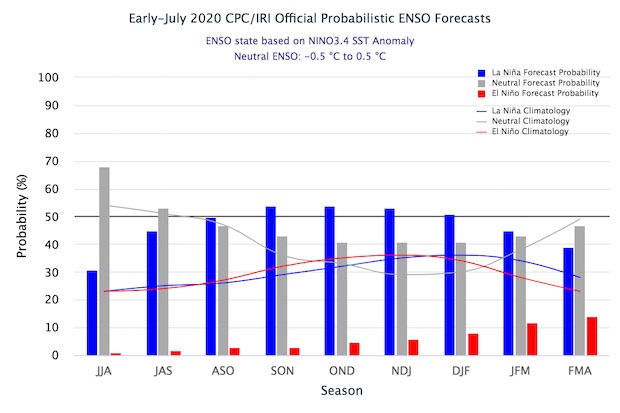 Early-July 2020 CPC/IRI Official Probabilistic ENSO Forecasts
ENSO state based on NINO3.4 SST Anomaly
Neutral ENSO: -0.5 °C to 0.5 °C
La Niña Forecast Probability
Neutral Forecast Probability
El Niño Forecast Probability
La Niña Climatology
Neutral Climatology
El Niño Climatology
Probability (%)
100
90
80
70
60
50
40
30
20
10
0
JJA JAS ASO SON OND NDJ DJF JFM FMA
Season